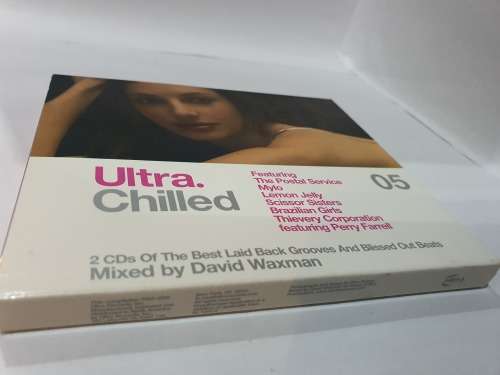 Ultra.
Chilled
Featuring
The Postal Service
Mylo
Lemon Jelly
Scissor Sisters
Brazilian Girls
Thievery Corporation
featuring Perry Farrell
05
2 CDs Of The Best Laid Back Grooves And Blissed Out Beats
Mixed by David Waxman